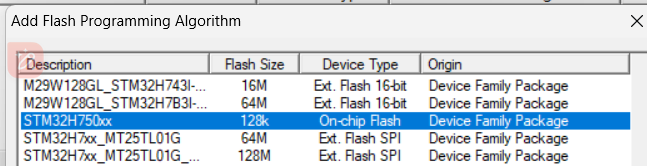 Add Flash Programming Algorithm
Description Flash Size Device Type Origin
M29W128GL_STM32H743I-... 16M Ext. Flash 16-bit Device Family Package
M29W128GL_STM32H7B3I-... 64M Ext. Flash 16-bit Device Family Package
STM32H750xx 128k On-chip Flash Device Family Package
STM32H7xx_MT25TL01G 64M Ext. Flash SPI Device Family Package
STM32H7xx_MT25TL01G_... 128M Ext. Flash SPI Device Family Package